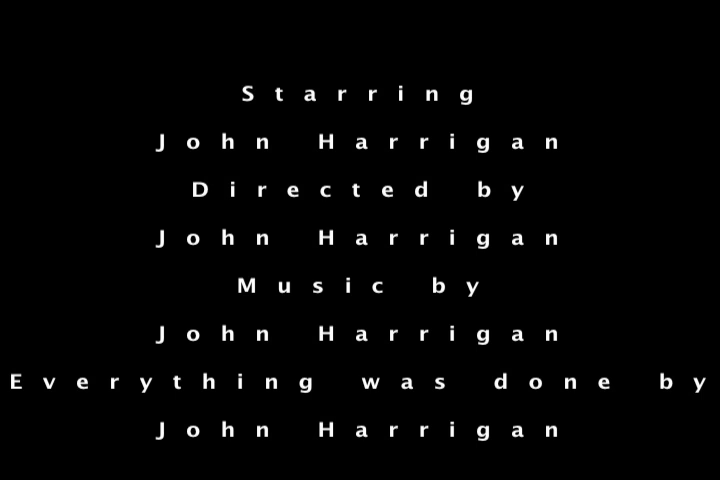 Starring
John Harrigan
Directed by
John Harrigan
Music by
John Harrigan
Everything was done by
John Harrigan